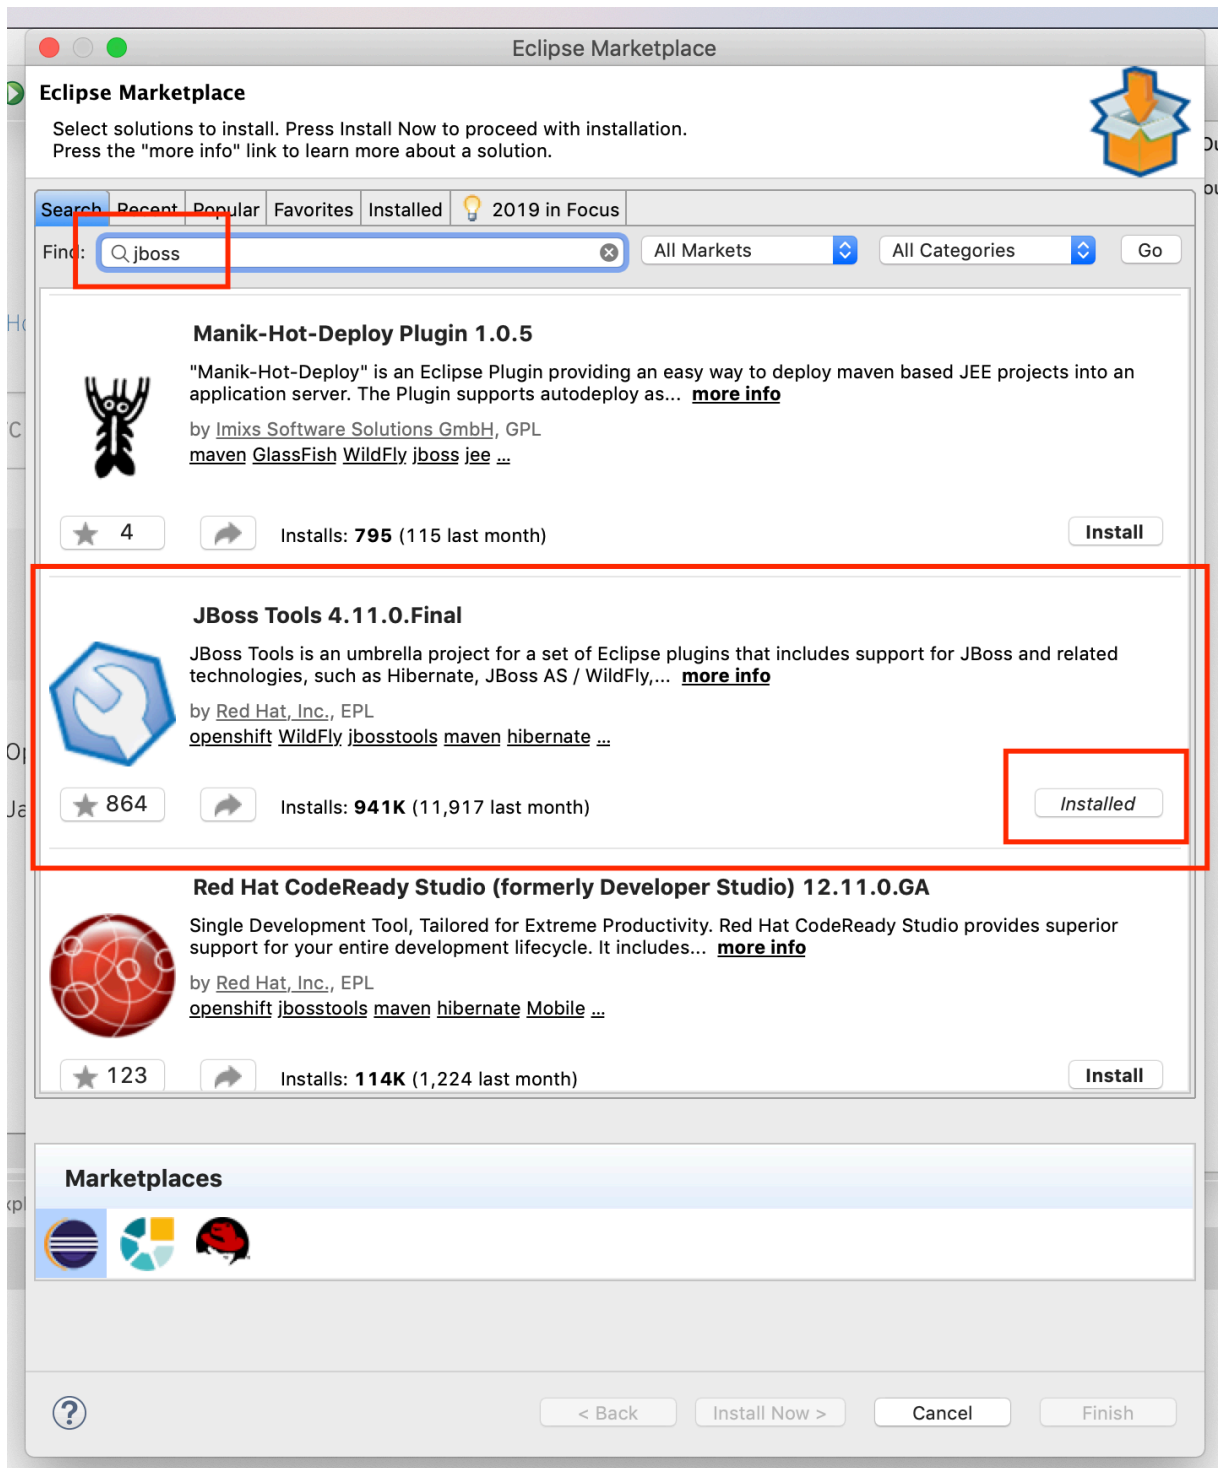 Eclipse Marketplace
Eclipse Marketplace
Select solutions to install. Press Install Now to proceed with installation.
Press the "more info" link to learn more about a solution.
Search Recent Popular Favorites Installed 2019 in Focus
Find: jboss All Markets All Categories Go
Manik-Hot-Deploy Plugin 1.0.5
"Manik-Hot-Deploy" is an Eclipse Plugin providing an easy way to deploy maven based JEE projects into an
application server. The Plugin supports autodeploy as... more info
by Imixs Software Solutions GmbH, GPL
maven GlassFish WildFly jboss jee ...
4 Installs: 795 (115 last month) Install
JBoss Tools 4.11.0.Final
JBoss Tools is an umbrella project for a set of Eclipse plugins that includes support for JBoss and related
technologies, such as Hibernate, JBoss AS / WildFly,... more info
by Red Hat, Inc., EPL
openshift WildFly jbosstools maven hibernate ...
864 Installs: 941K (11,917 last month) Installed
Red Hat CodeReady Studio (formerly Developer Studio) 12.11.0.GA
Single Development Tool, Tailored for Extreme Productivity. Red Hat CodeReady Studio provides superior
support for your entire development lifecycle. It includes... more info
by Red Hat, Inc., EPL
openshift jbosstools maven hibernate Mobile ...
123 Installs: 114K (1,224 last month) Install
Marketplaces
? < Back Install Now > Cancel Finish